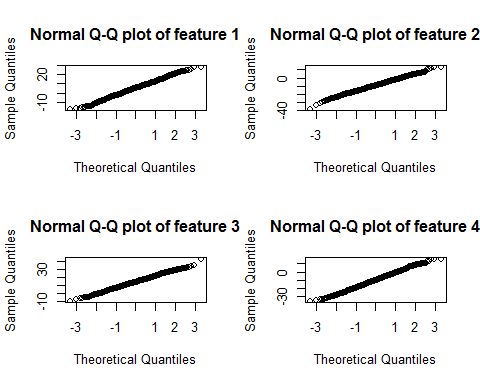 Normal Q-Q plot of feature 1
Sample Quantiles
20
-10
-3 -1 1 2 3
Theoretical Quantiles
Normal Q-Q plot of feature 2
Sample Quantiles
0
-40
-3 -1 1 2 3
Theoretical Quantiles
Normal Q-Q plot of feature 3
Sample Quantiles
30
-10
-3 -1 1 2 3
Theoretical Quantiles
Normal Q-Q plot of feature 4
Sample Quantiles
0
-30
-3 -1 1 2 3
Theoretical Quantiles